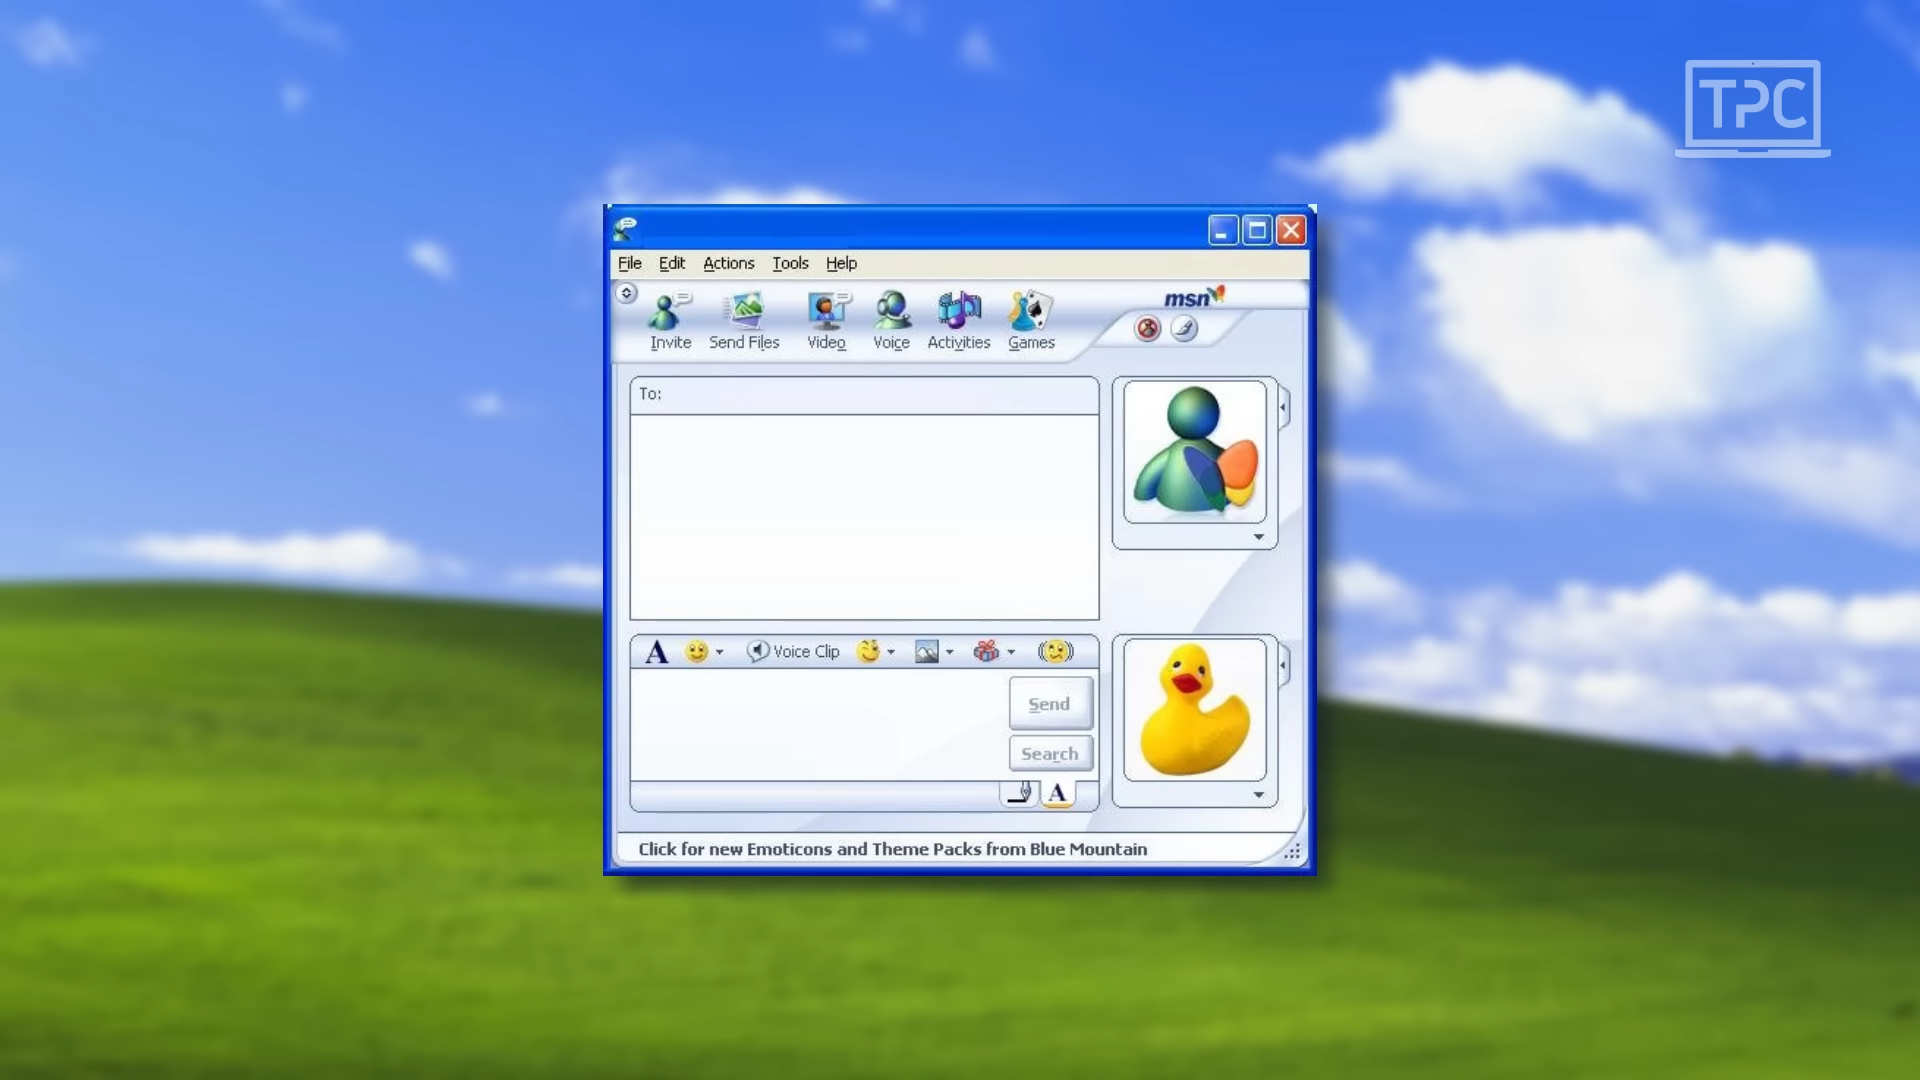 TPC
File Edit Actions Tools Help
msn
Invite Send Files Video Voice Activities Games
To:
A Voice Clip
Send
Search
A
Click for new Emoticons and Theme Packs from Blue Mountain